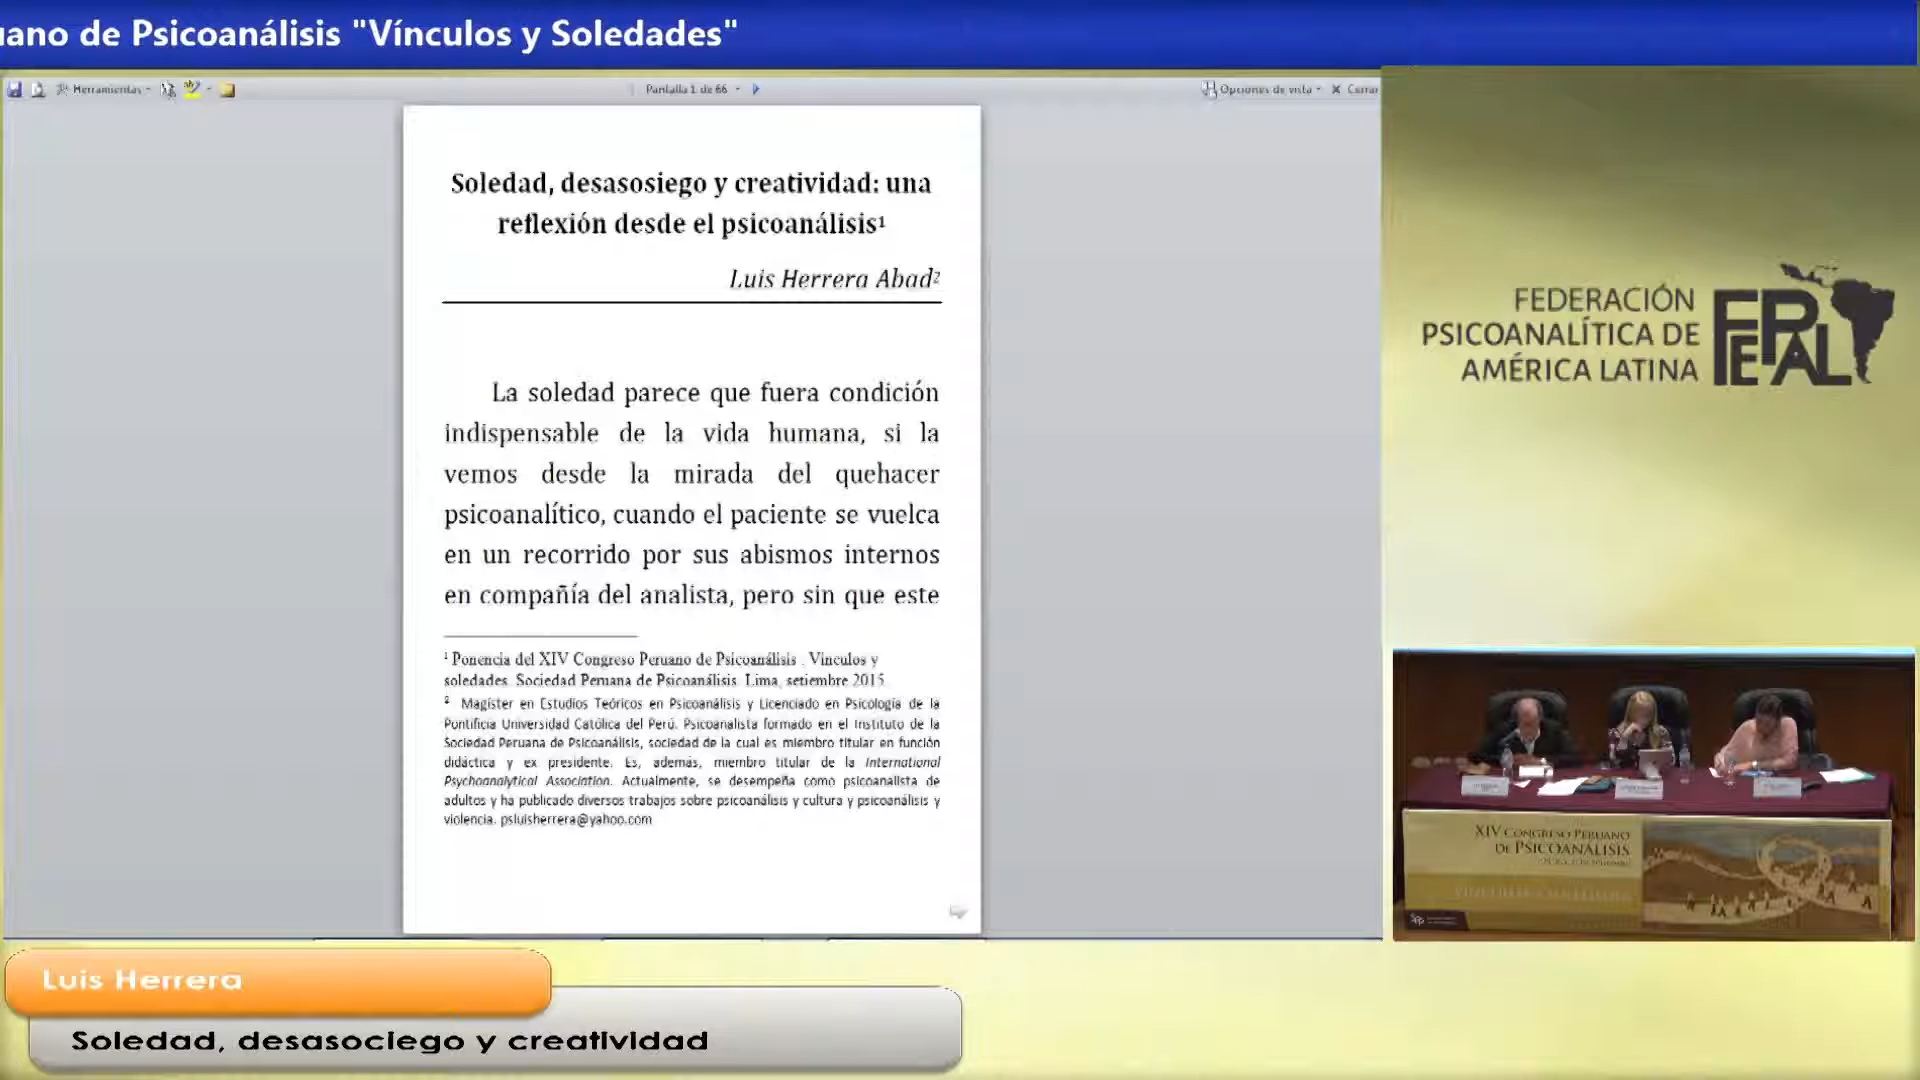 ano de Psicoanálisis "Vínculos y Soledades"
Herramientas
Pantalla 1 de 66
Opciones de vista
Cerrar
Soledad, desasosiego y creatividad: una
reflexión desde el psicoanálisis¹
Luis Herrera Abad²
La soledad parece que fuera condición
indispensable de la vida humana, si la
vemos desde la mirada del quehacer
psicoanalítico, cuando el paciente se vuelca
en un recorrido por sus abismos internos
en compañía del analista, pero sin que este
¹ Ponencia del XIV Congreso Peruano de Psicoanálisis . Vínculos y
soledades. Sociedad Peruana de Psicoanálisis. Lima, setiembre 2015.
² Magíster en Estudios Teóricos en Psicoanálisis y Licenciado en Psicología de la
Pontificia Universidad Católica del Perú. Psicoanalista formado en el Instituto de la
Sociedad Peruana de Psicoanálisis, sociedad de la cual es miembro titular en función
didáctica y ex presidente. Es, además, miembro titular de la International
Psychoanalytical Association. Actualmente, se desempeña como psicoanalista de
adultos y ha publicado diversos trabajos sobre psicoanálisis y cultura y psicoanálisis y
violencia. psluisherrera@yahoo.com
FEDERACIÓN
PSICOANALÍTICA DE
AMÉRICA LATINA
FEPAL
XIV CONGRESO PERUANO
DE PSICOANÁLISIS
SPP
Luis Herrera
Soledad, desasociego y creatividad